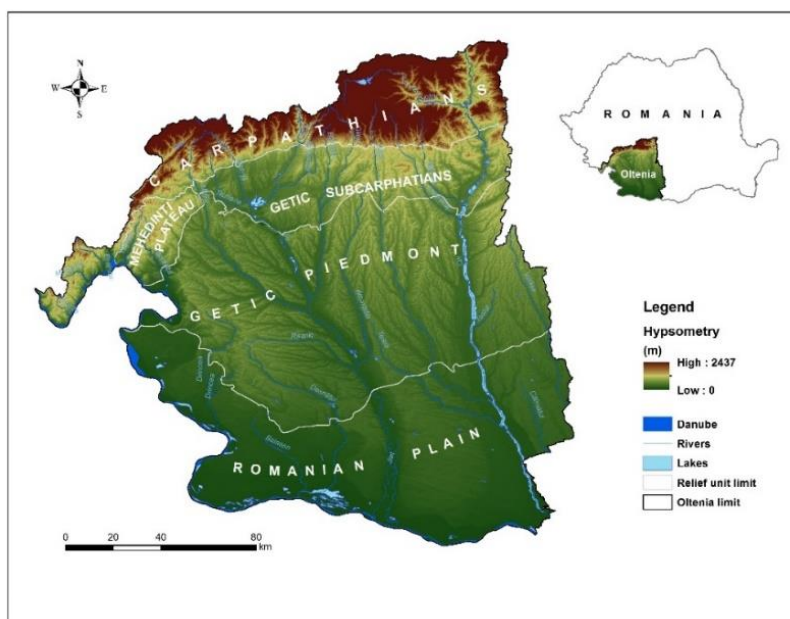 N
W E
S
CARPATHIANS
GETIC SUBCARPHATIANS
MEHEDINTI
PLATEAU
GETIC PIEDMONT
ROMANIAN PLAIN
ROMANIA
Oltenia
Legend
Hypsometry
(m)
High : 2437
Low : 0
Danube
Rivers
Lakes
Relief unit limit
Oltenia limit
0 20 40 80
km